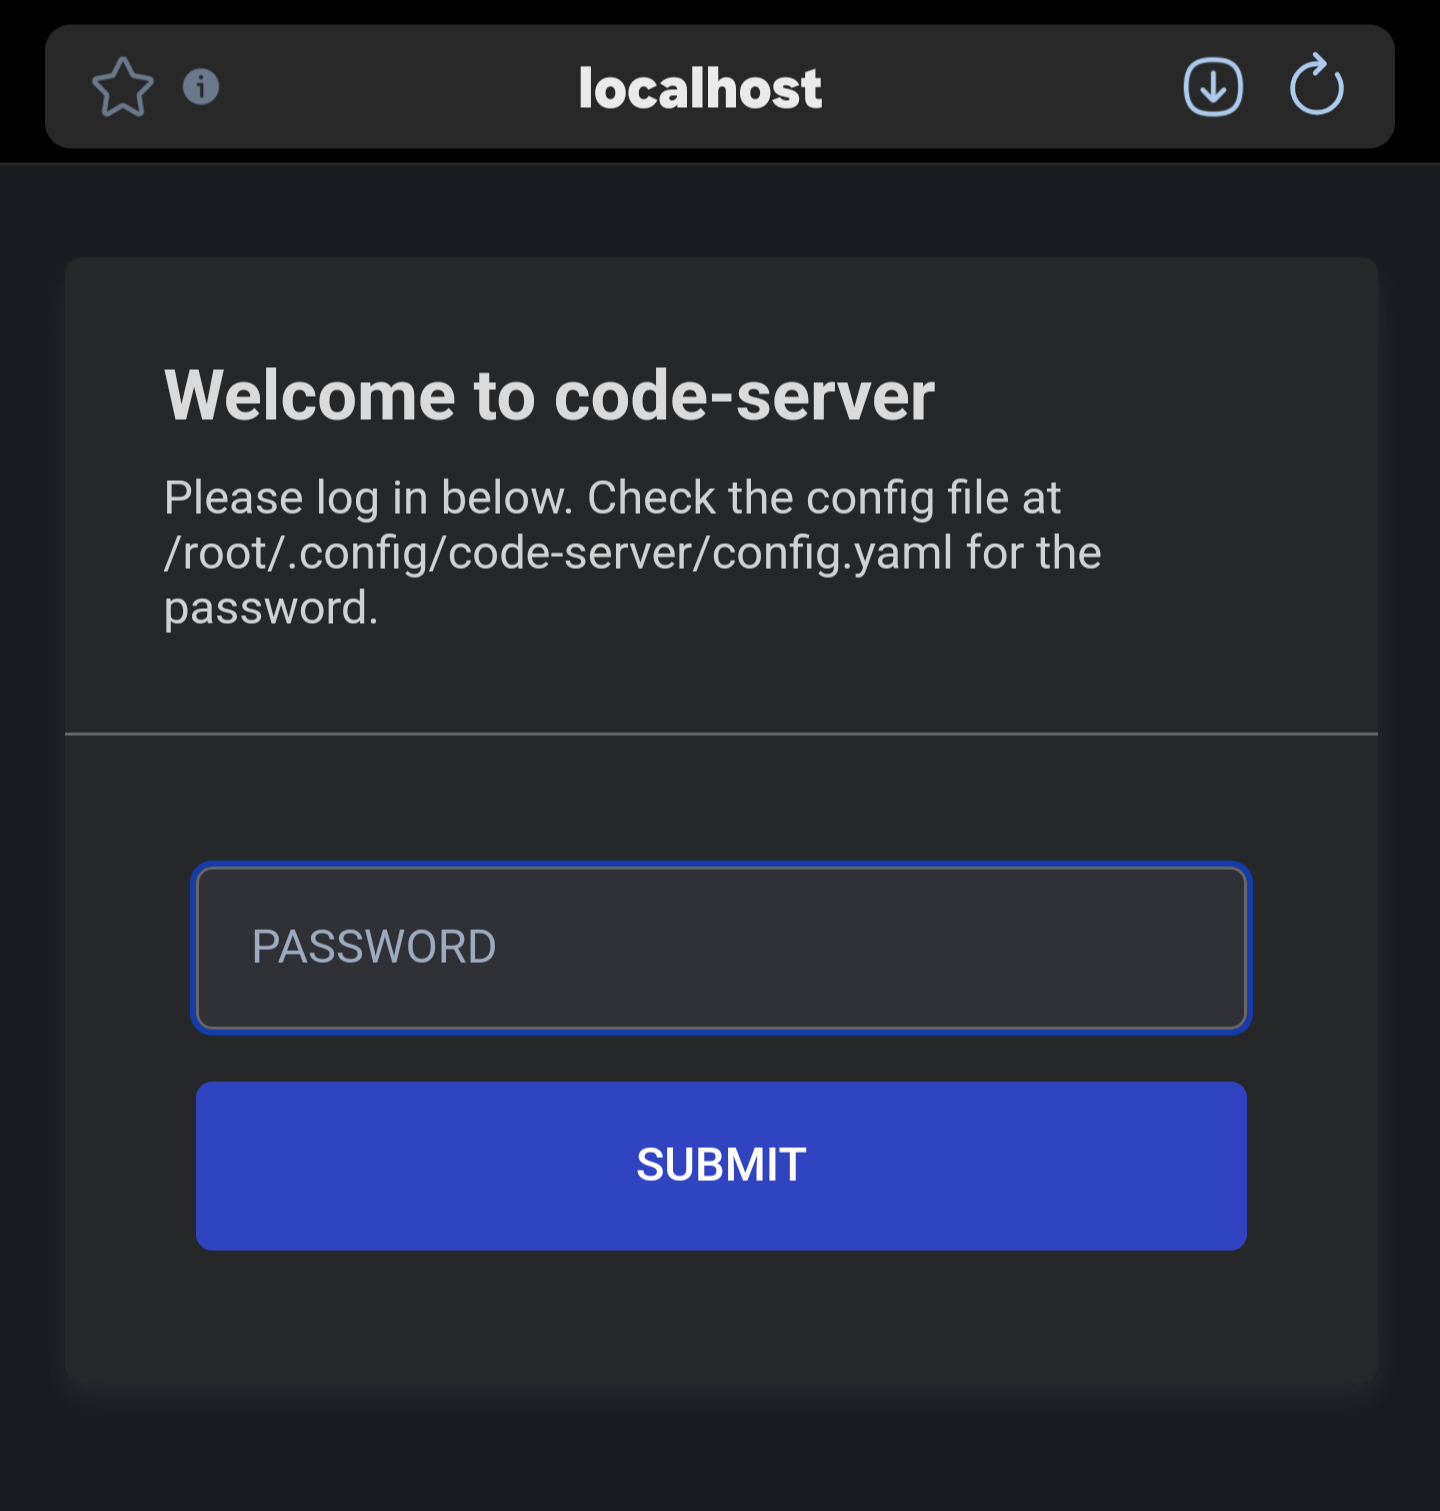 localhost
Welcome to code-server
Please log in below. Check the config file at
/root/.config/code-server/config.yaml for the
password.
PASSWORD
SUBMIT